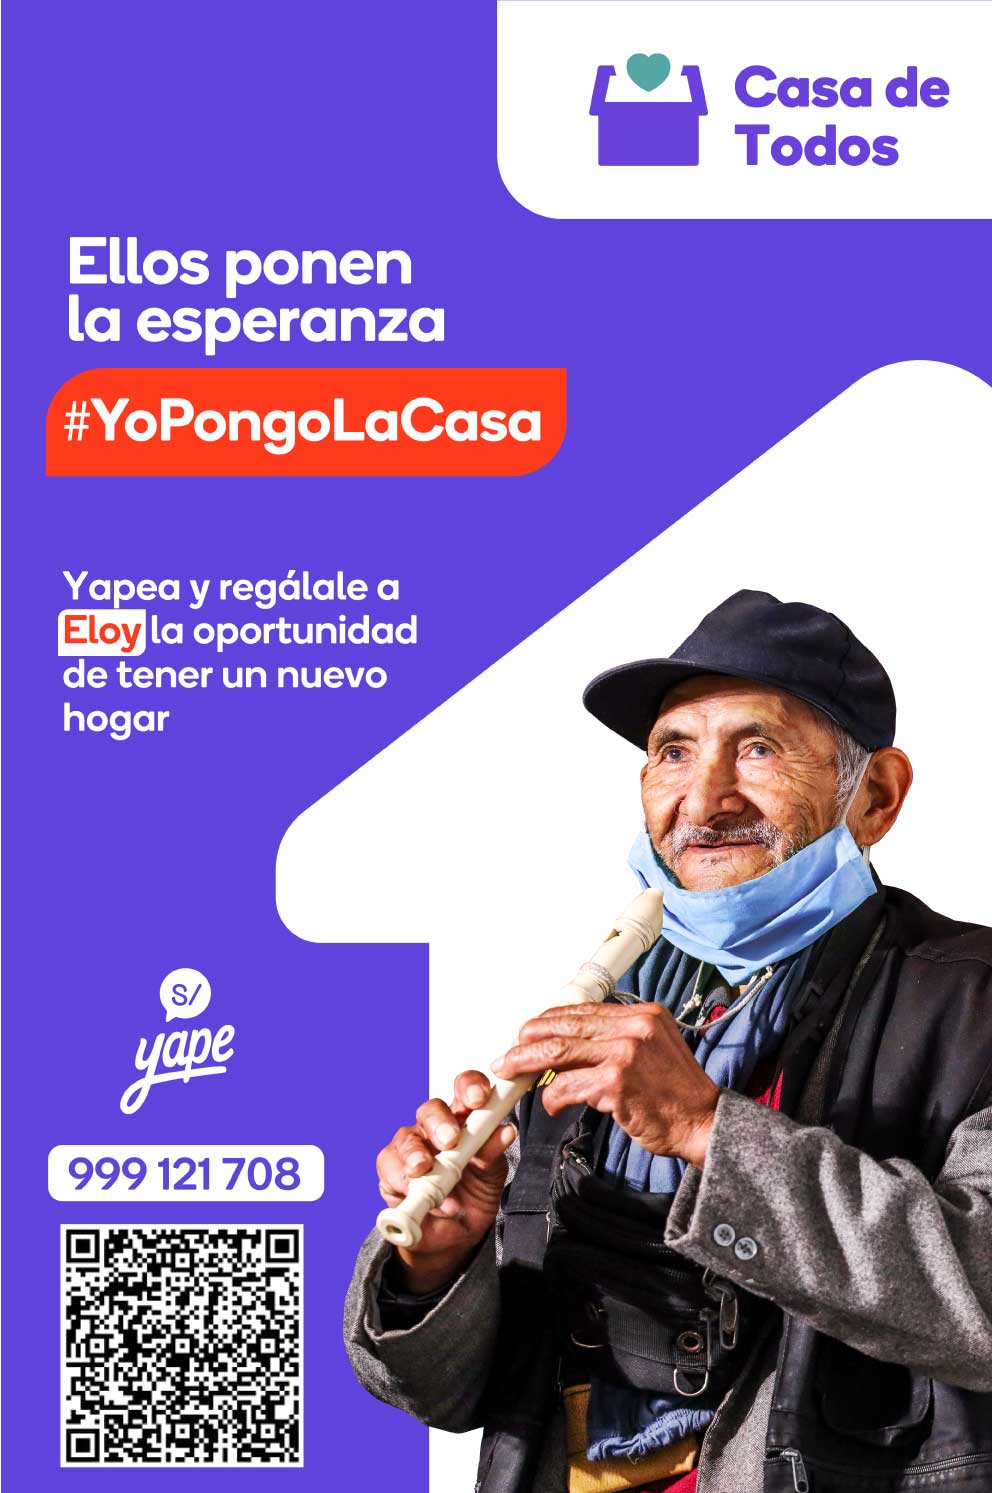 Casa de
Todos
Ellos ponen
la esperanza
#YoPongoLaCasa
Yapea y regálale a
Eloy la oportunidad
de tener un nuevo
hogar
S/
yape
999 121 708